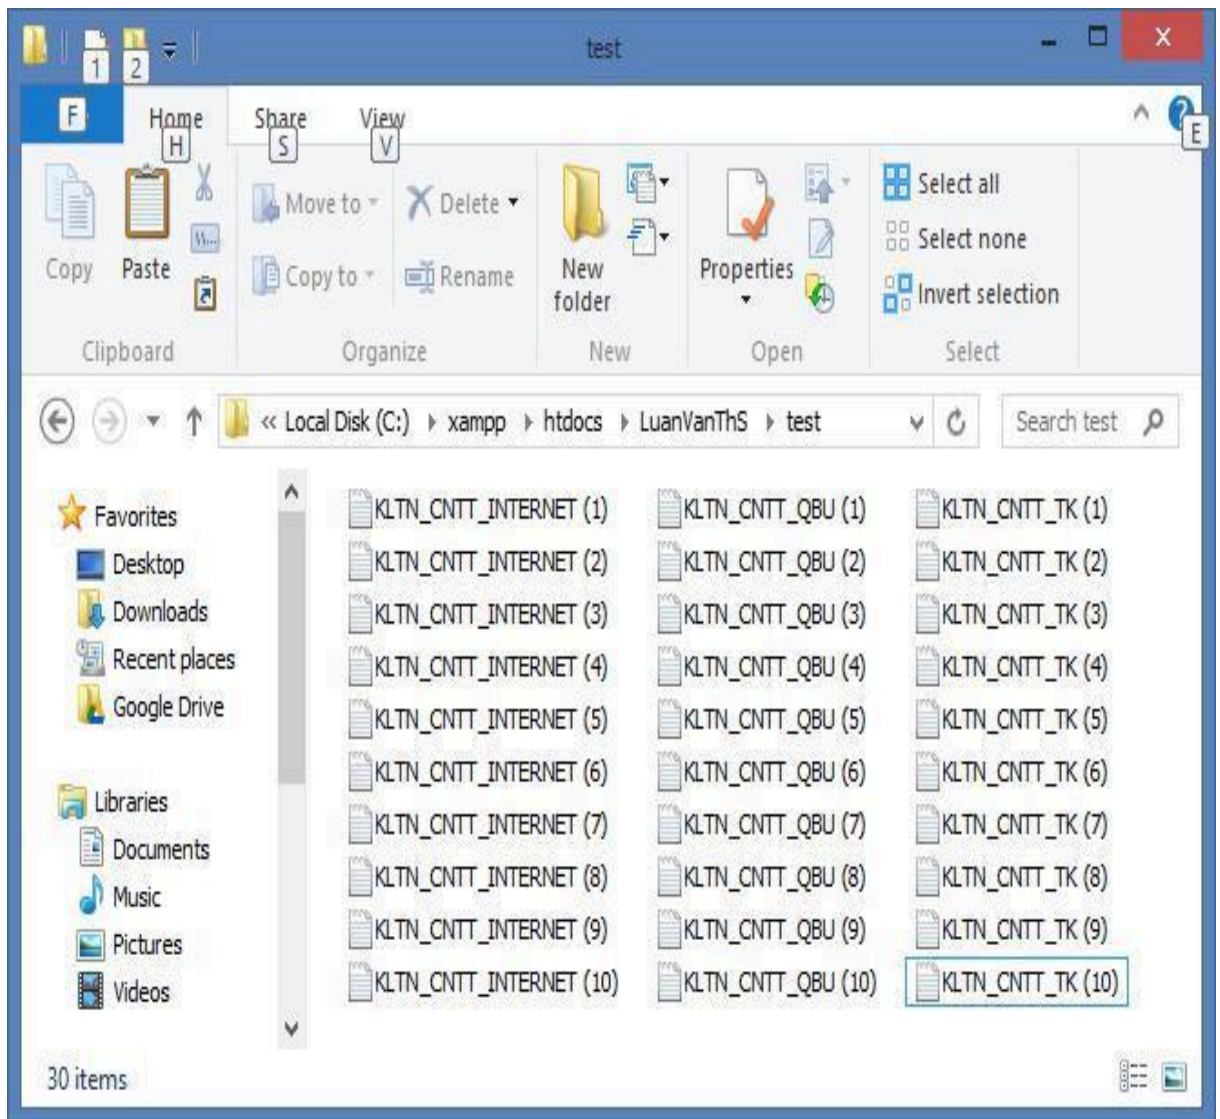 test
X
1
2
F
Home
Share
View
H
S
V
E
Copy
Paste
W...
Move to
Copy to
Delete
Rename
New
folder
Properties
Select all
Select none
Invert selection
Clipboard
Organize
New
Open
Select
« Local Disk (C:) xampp htdocs LuanVanThS test
Search test
Favorites
Desktop
Downloads
Recent places
Google Drive
Libraries
Documents
Music
Pictures
Videos
KLTN_CNTT_INTERNET (1)
KLTN_CNTT_INTERNET (2)
KLTN_CNTT_INTERNET (3)
KLTN_CNTT_INTERNET (4)
KLTN_CNTT_INTERNET (5)
KLTN_CNTT_INTERNET (6)
KLTN_CNTT_INTERNET (7)
KLTN_CNTT_INTERNET (8)
KLTN_CNTT_INTERNET (9)
KLTN_CNTT_INTERNET (10)
KLTN_CNTT_QBU (1)
KLTN_CNTT_QBU (2)
KLTN_CNTT_QBU (3)
KLTN_CNTT_QBU (4)
KLTN_CNTT_QBU (5)
KLTN_CNTT_QBU (6)
KLTN_CNTT_QBU (7)
KLTN_CNTT_QBU (8)
KLTN_CNTT_QBU (9)
KLTN_CNTT_QBU (10)
KLTN_CNTT_TK (1)
KLTN_CNTT_TK (2)
KLTN_CNTT_TK (3)
KLTN_CNTT_TK (4)
KLTN_CNTT_TK (5)
KLTN_CNTT_TK (6)
KLTN_CNTT_TK (7)
KLTN_CNTT_TK (8)
KLTN_CNTT_TK (9)
KLTN_CNTT_TK (10)
30 items